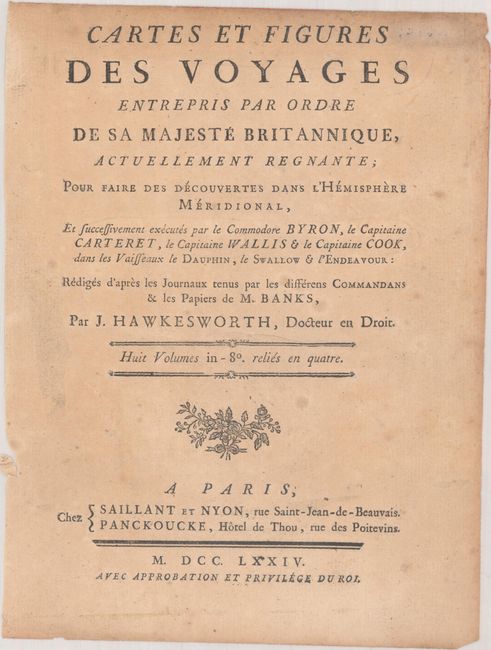 CARTES ET FIGURES
DES VOYAGES
ENTREPRIS PAR ORDRE
DE SA MAJESTÉ BRITANNIQUE,
ACTUELLEMENT REGNANTE;
POUR FAIRE DES DÉCOUVERTES DANS L'HÉMISPHÈRE
MÉRIDIONAL,
Et ſucceſſivement exécutés par le Commodore BYRON, le Capitaine
CARTERET, le Capitaine WALLIS & le Capitaine COOK,
dans les Vaiſſeaux le DAUPHIN, le SWALLOW & l'ENDEAVOUR:
Rédigés d'après les Journaux tenus par les différens COMMANDANS
& les Papiers de M. BANKS,
Par J. HAWKESWORTH, Docteur en Droit.
Huit Volumes in-8º. reliés en quatre.
A PARIS,
Chez { SAILLANT ET NYON, rue Saint-Jean-de-Beauvais.
PANCKOUCKE, Hôtel de Thou, rue des Poitevins.
M. DCC. LXXIV.
AVEC APPROBATION ET PRIVILÉGE DU ROI.